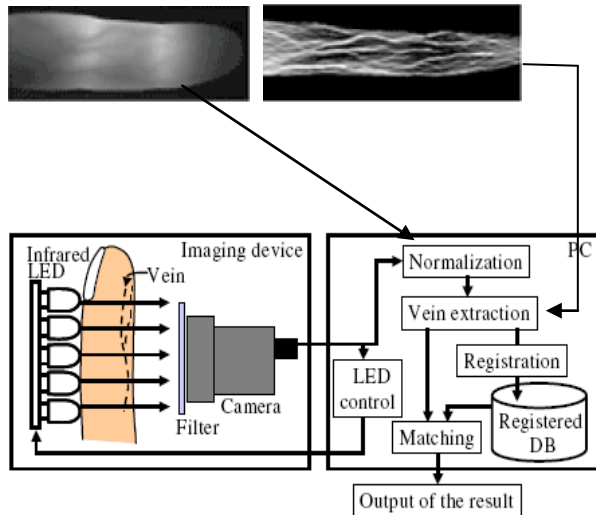 Infrared
LED
Imaging device
Vein
Camera
Filter
PC
Normalization
Vein extraction
Registration
LED
control
Matching
Registered
DB
Output of the result